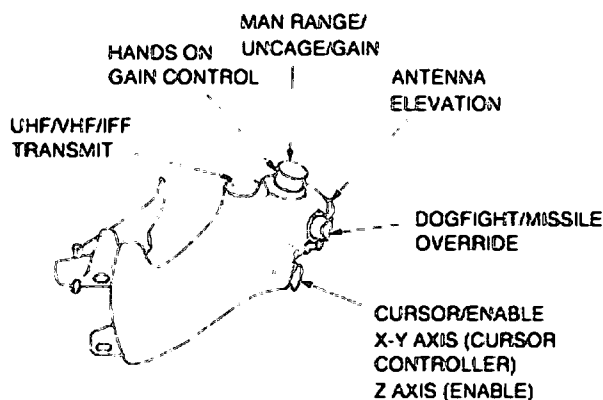 MAN RANGE/
UNCAGE/GAIN
HANDS ON
GAIN CONTROL
ANTENNA
ELEVATION
UHF/VHF/IFF
TRANSMIT
DOGFIGHT/MISSILE
OVERRIDE
CURSOR/ENABLE
X-Y AXIS (CURSOR
CONTROLLER)
Z AXIS (ENABLE)